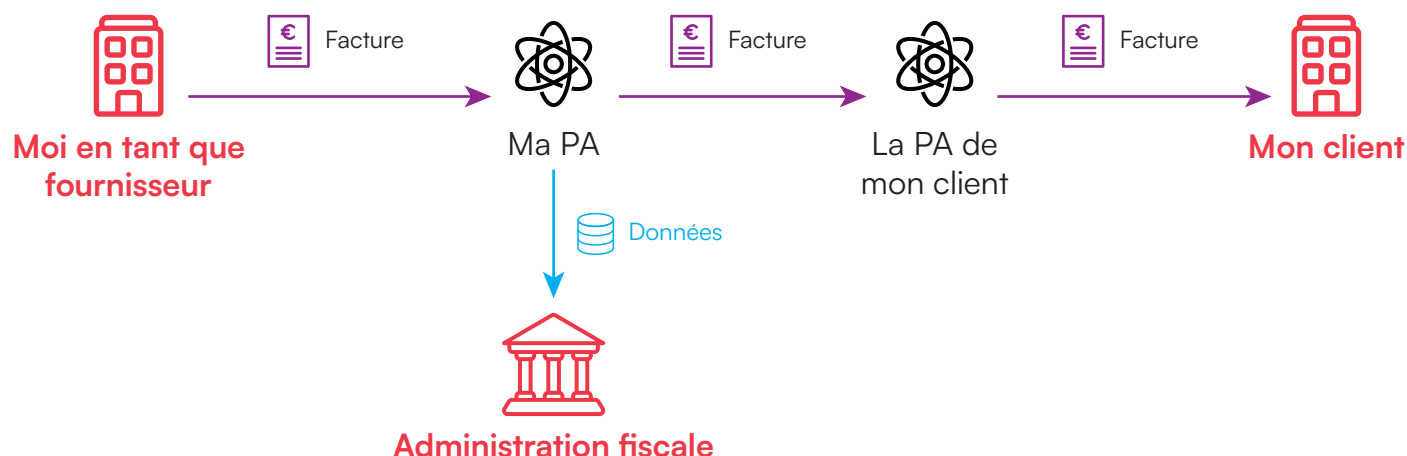 € Facture
€ Facture
€ Facture
Moi en tant que
fournisseur
Ma PA
La PA de
mon client
Mon client
Données
Administration fiscale